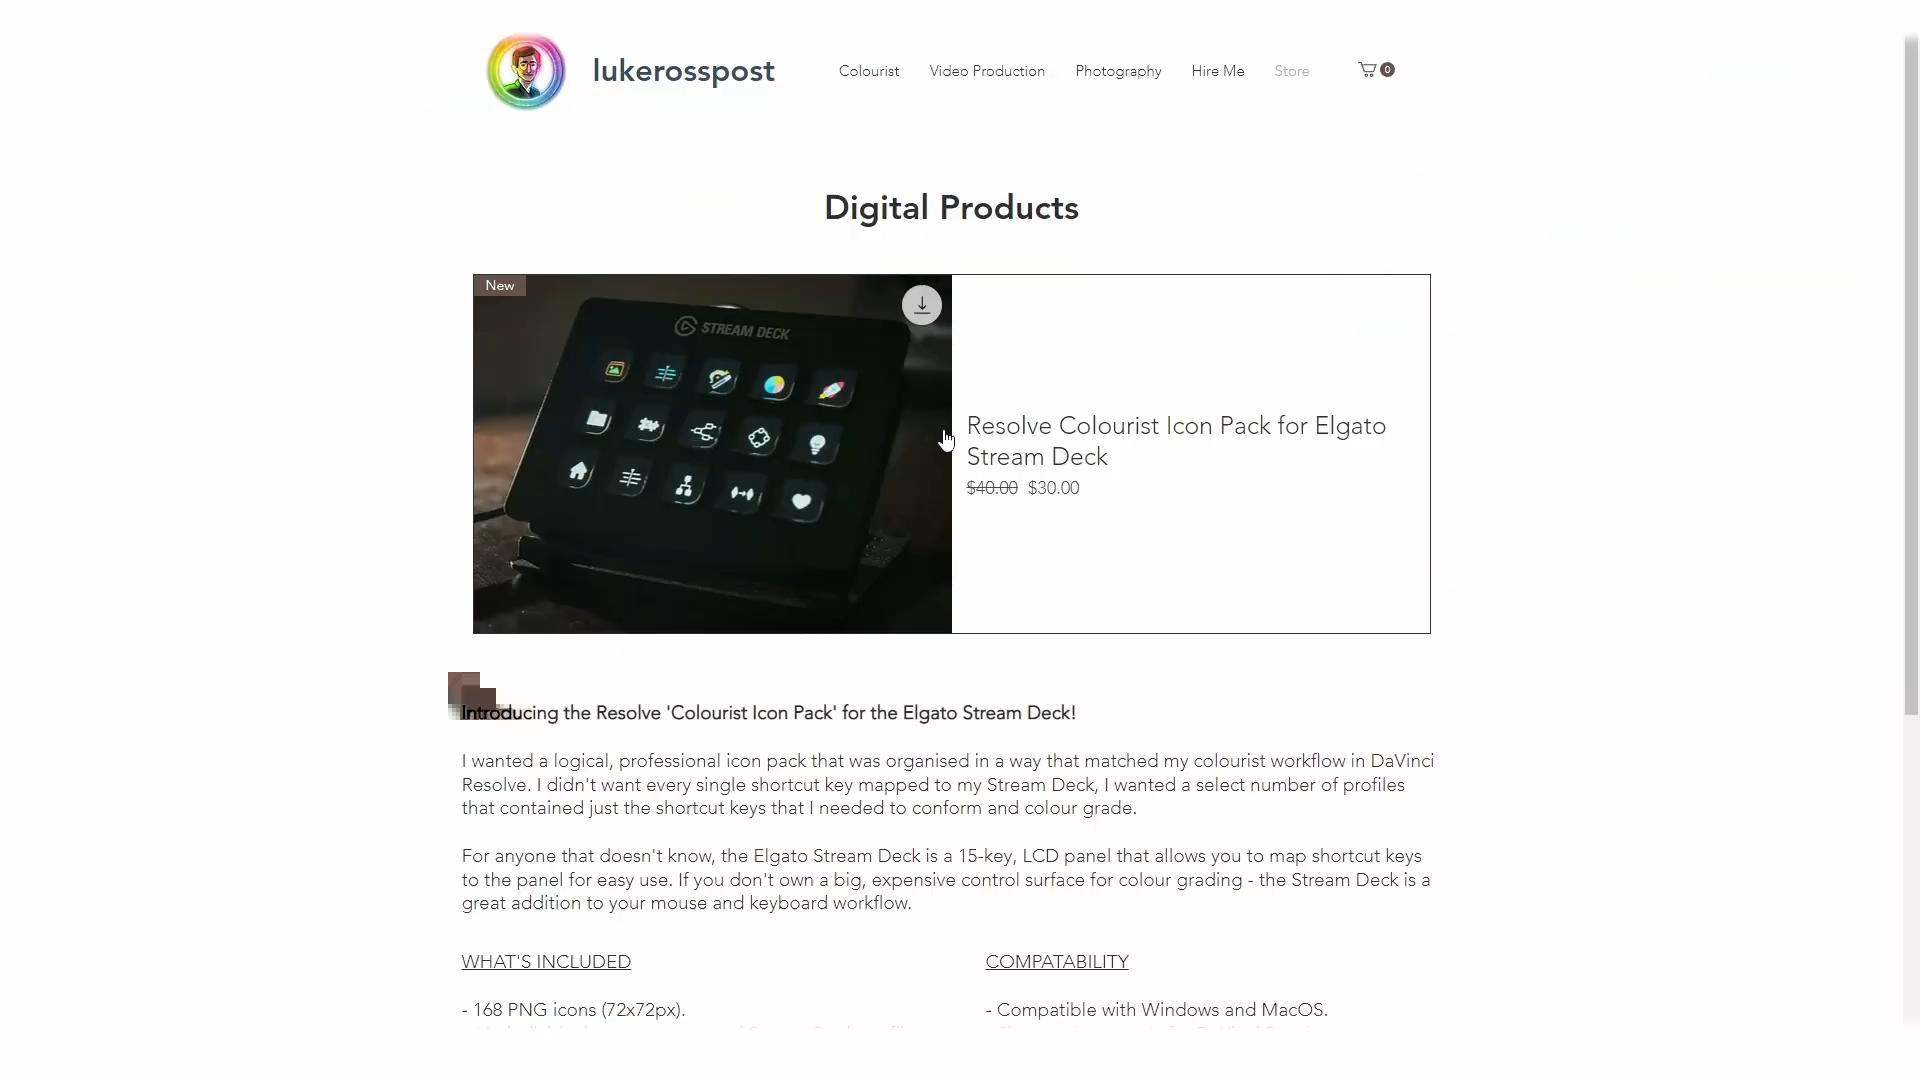 lukerosspost
Colourist
Video Production
Photography
Hire Me
Store
0
Digital Products
New
STREAM DECK
Resolve Colourist Icon Pack for Elgato
Stream Deck
$40.00 $30.00
Introducing the Resolve 'Colourist Icon Pack' for the Elgato Stream Deck!
I wanted a logical, professional icon pack that was organised in a way that matched my colourist workflow in DaVinci
Resolve. I didn't want every single shortcut key mapped to my Stream Deck, I wanted a select number of profiles
that contained just the shortcut keys that I needed to conform and colour grade.
For anyone that doesn't know, the Elgato Stream Deck is a 15-key, LCD panel that allows you to map shortcut keys
to the panel for easy use. If you don't own a big, expensive control surface for colour grading - the Stream Deck is a
great addition to your mouse and keyboard workflow.
WHAT'S INCLUDED
- 168 PNG icons (72x72px).
COMPATABILITY
- Compatible with Windows and MacOS.